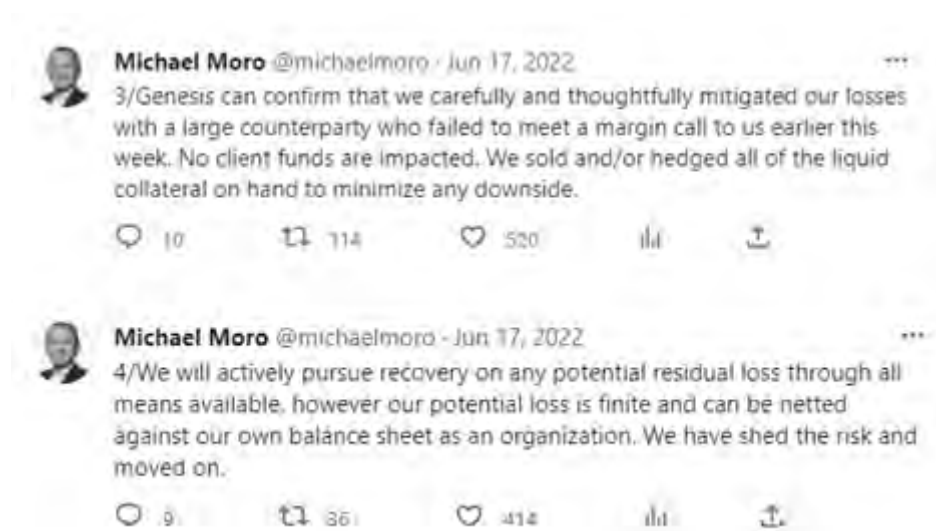 Michael Moro @michaelmoro · Jun 17, 2022
3/Genesis can confirm that we carefully and thoughtfully mitigated our losses
with a large counterparty who failed to meet a margin call to us earlier this
week. No client funds are impacted. We sold and/or hedged all of the liquid
collateral on hand to minimize any downside.
10 114 520
Michael Moro @michaelmoro · Jun 17, 2022
4/We will actively pursue recovery on any potential residual loss through all
means available, however our potential loss is finite and can be netted
against our own balance sheet as an organization. We have shed the risk and
moved on.
9 36 414